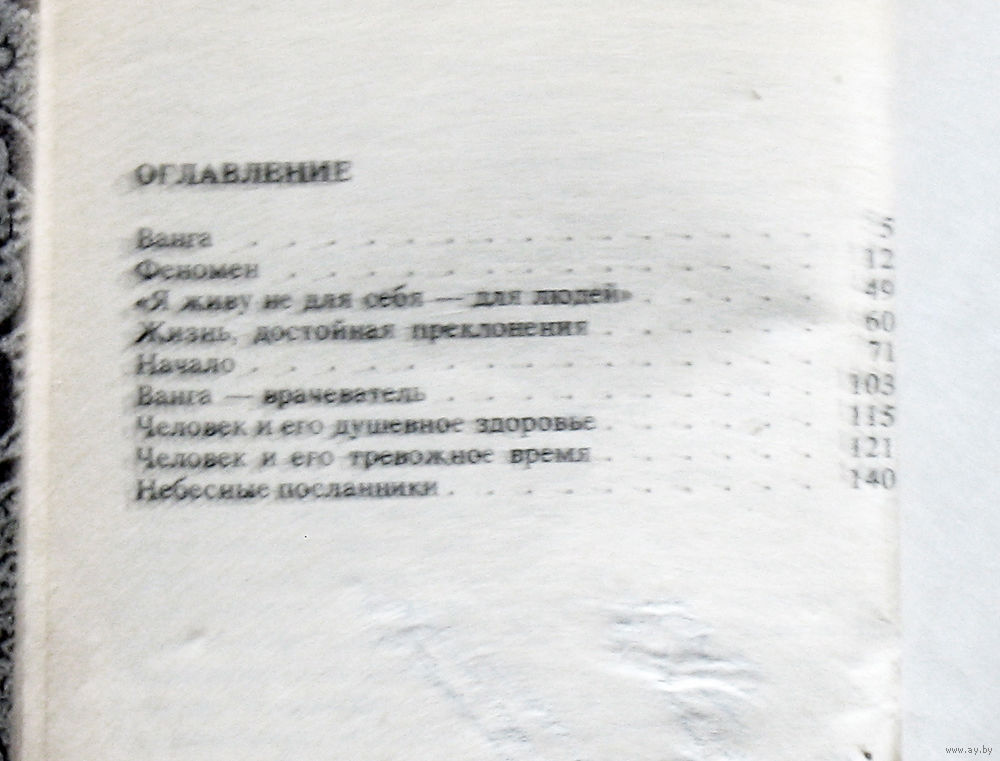 ОГЛАВЛЕНИЕ
Ванга . . . . . . . . . . . . . . . 5
Феномен . . . . . . . . . . . . . . 12
«Я живу не для себя — для людей» . . . . . 49
Жизнь, достойная преклонения . . . . . . 60
Начало . . . . . . . . . . . . . . . 71
Ванга — врачеватель . . . . . . . . . . 103
Человек и его душевное здоровье . . . . . . 115
Человек и его тревожное время . . . . . . 121
Небесные посланники . . . . . . . . . . 140
www.ay.by